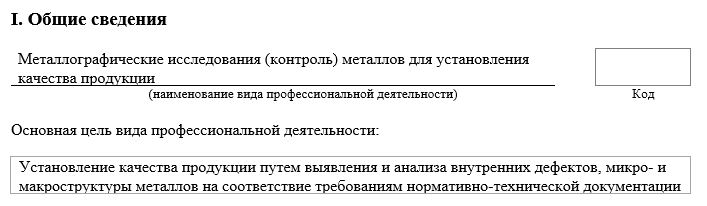 I. Общие сведения
Металлографические исследования (контроль) металлов для установления
качества продукции
(наименование вида профессиональной деятельности)
Код
Основная цель вида профессиональной деятельности:
Установление качества продукции путем выявления и анализа внутренних дефектов, микро- и
макроструктуры металлов на соответствие требованиям нормативно-технической документации